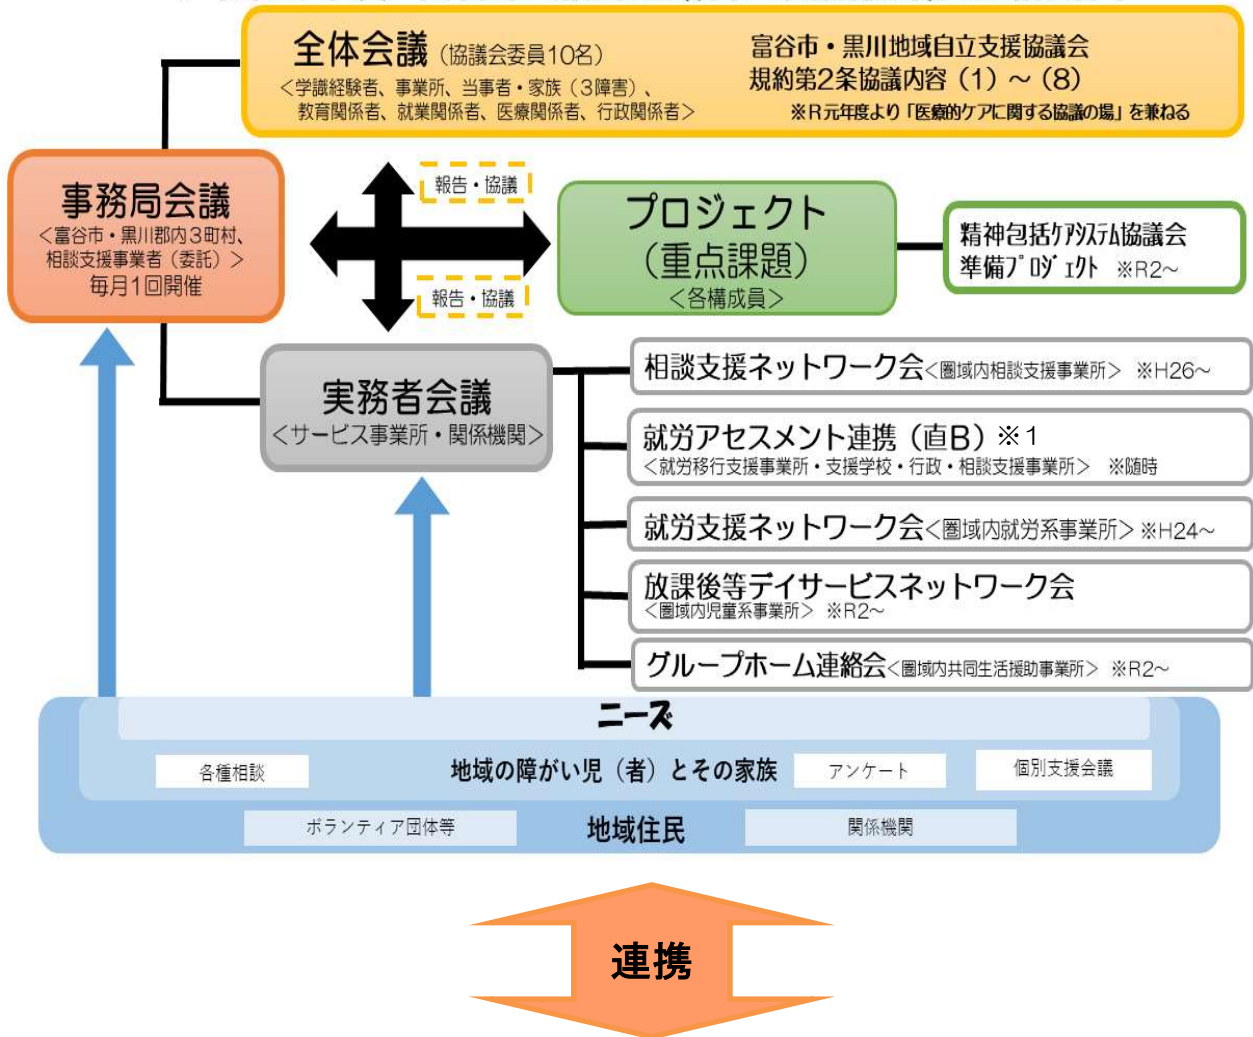 全体会議（協議会委員10名）
＜学識経験者、事業所、当事者・家族（3障害）、
教育関係者、就業関係者、医療関係者、行政関係者＞
富谷市・黒川地域自立支援協議会
規約第2条協議内容（1）～（8）
※R元年度より「医療的ケアに関する協議の場」を兼ねる
事務局会議
＜富谷市・黒川郡内3町村、
相談支援事業者（委託）＞
毎月1回開催
報告・協議
報告・協議
プロジェクト
（重点課題）
＜各構成員＞
精神包括ケアシステム協議会
準備プロジェクト ※R2～
実務者会議
＜サービス事業所・関係機関＞
相談支援ネットワーク会＜圏域内相談支援事業所＞ ※H26～
就労アセスメント連携（直B）※1
＜就労移行支援事業所・支援学校・行政・相談支援事業所＞ ※随時
就労支援ネットワーク会＜圏域内就労系事業所＞※H24～
放課後等デイサービスネットワーク会
＜圏域内児童系事業所＞ ※R2～
グループホーム連絡会＜圏域内共同生活援助事業所＞ ※R2～
ニーズ
各種相談
地域の障がい児（者）とその家族
アンケート
個別支援会議
ボランティア団体等
地域住民
関係機関
連携